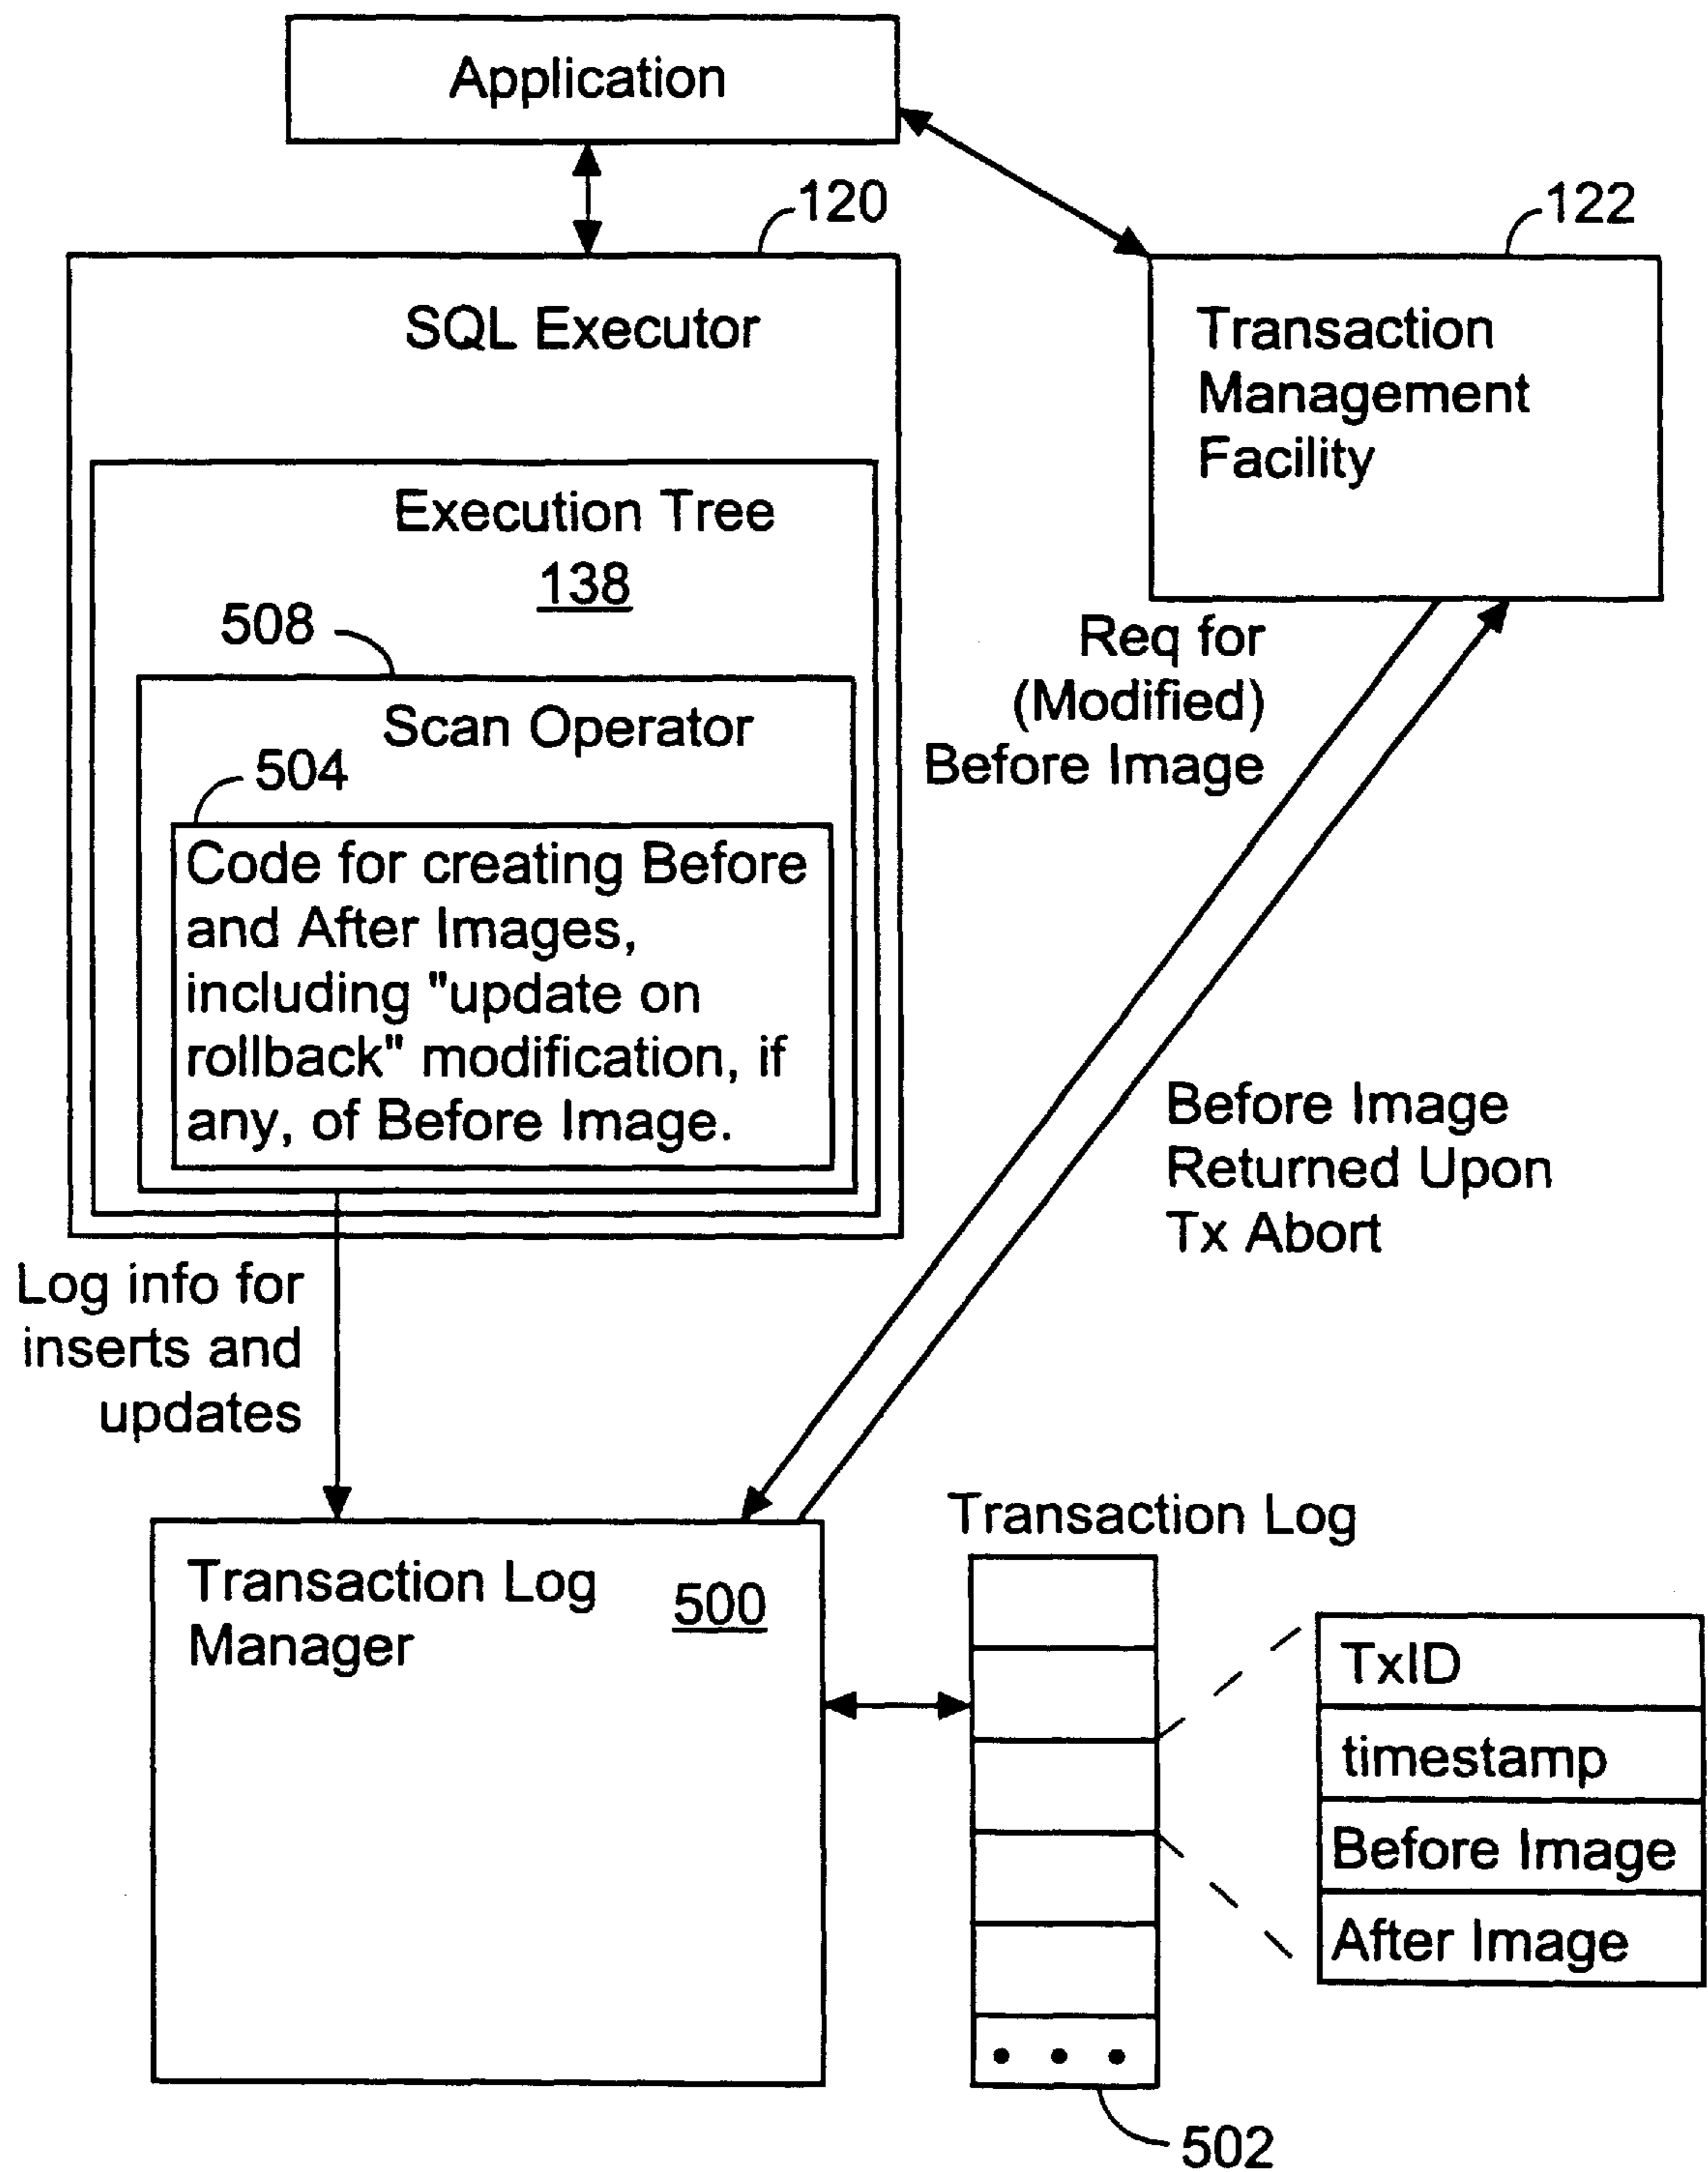 Application
120
122
SQL Executor
Transaction
Management
Facility
Execution Tree
138
508
Scan Operator
504
Code for creating Before
and After Images,
including "update on
rollback" modification, if
any, of Before Image.
Req for
(Modified)
Before Image
Before Image
Returned Upon
Tx Abort
Log info for
inserts and
updates
Transaction Log
Manager
500
Transaction Log
TxID
timestamp
Before Image
After Image
• • •
502